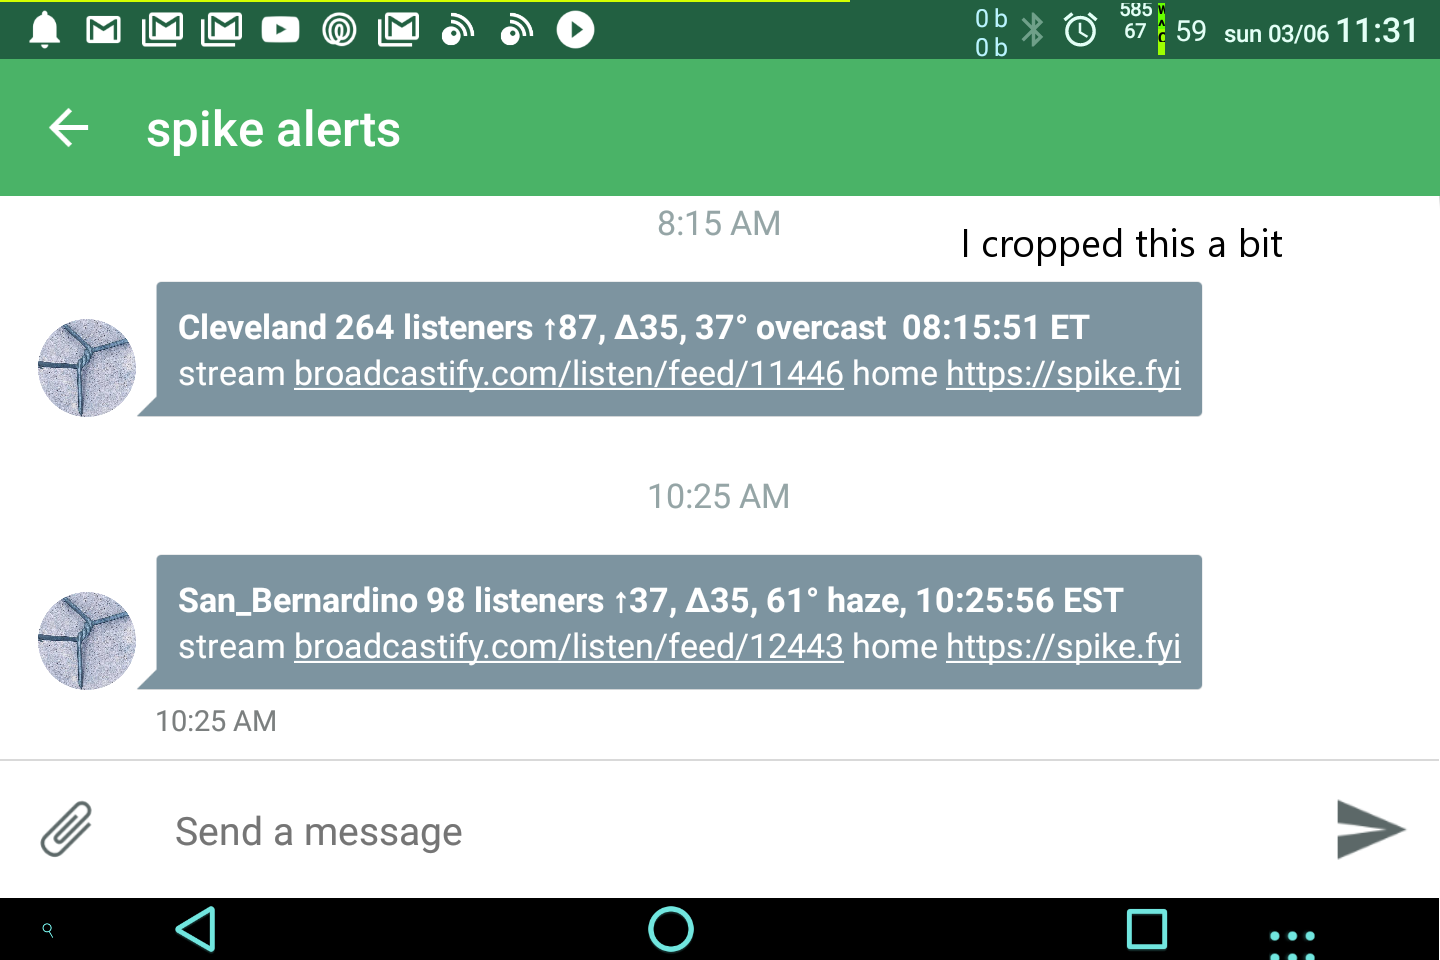 0 b
0 b
585
67
59 sun 03/06 11:31
spike alerts
8:15 AM
I cropped this a bit
Cleveland 264 listeners ↑87, Δ35, 37° overcast  08:15:51 ET
stream broadcastify.com/listen/feed/11446 home https://spike.fyi
10:25 AM
San_Bernardino 98 listeners ↑37, Δ35, 61° haze, 10:25:56 EST
stream broadcastify.com/listen/feed/12443 home https://spike.fyi
10:25 AM
Send a message